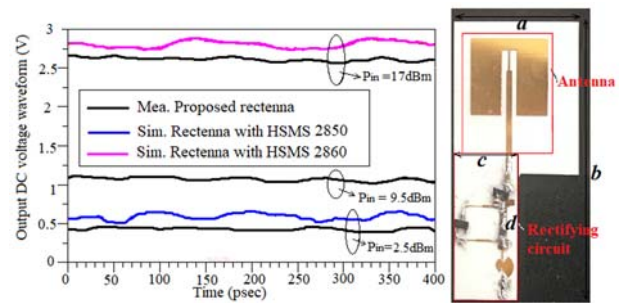 Output DC voltage waveform (V)
3
2.5
2
1.5
1
0.5
0
Pin =17dBm
Mea. Proposed rectenna
Sim. Rectenna with HSMS 2850
Sim. Rectenna with HSMS 2860
Pin = 9.5dBm
Pin=2.5dBm
0 50 100 150 200 250 300 350 400
Time (psec)
a
Antenna
b
c
d
Rectifying
circuit